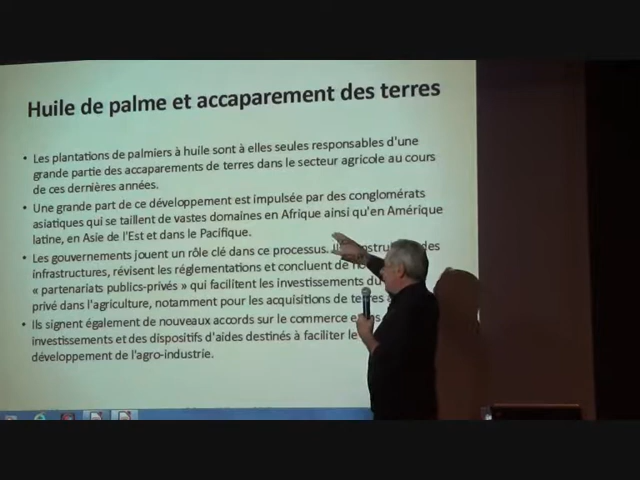 Huile de palme et accaparement des terres
• Les plantations de palmiers à huile sont à elles seules responsables d'une
grande partie des accaparements de terres dans le secteur agricole au cours
de ces dernières années.
• Une grande part de ce développement est impulsée par des conglomérats
asiatiques qui se taillent de vastes domaines en Afrique ainsi qu'en Amérique
latine, en Asie de l'Est et dans le Pacifique.
• Les gouvernements jouent un rôle clé dans ce processus. des
infrastructures, révisent les réglementations et concluent de
« partenariats publics-privés » qui facilitent les investissements du
privé dans l'agriculture, notamment pour les acquisitions de terres
• Ils signent également de nouveaux accords sur le commerce
investissements et des dispositifs d'aides destinés à faciliter le
développement de l'agro-industrie.